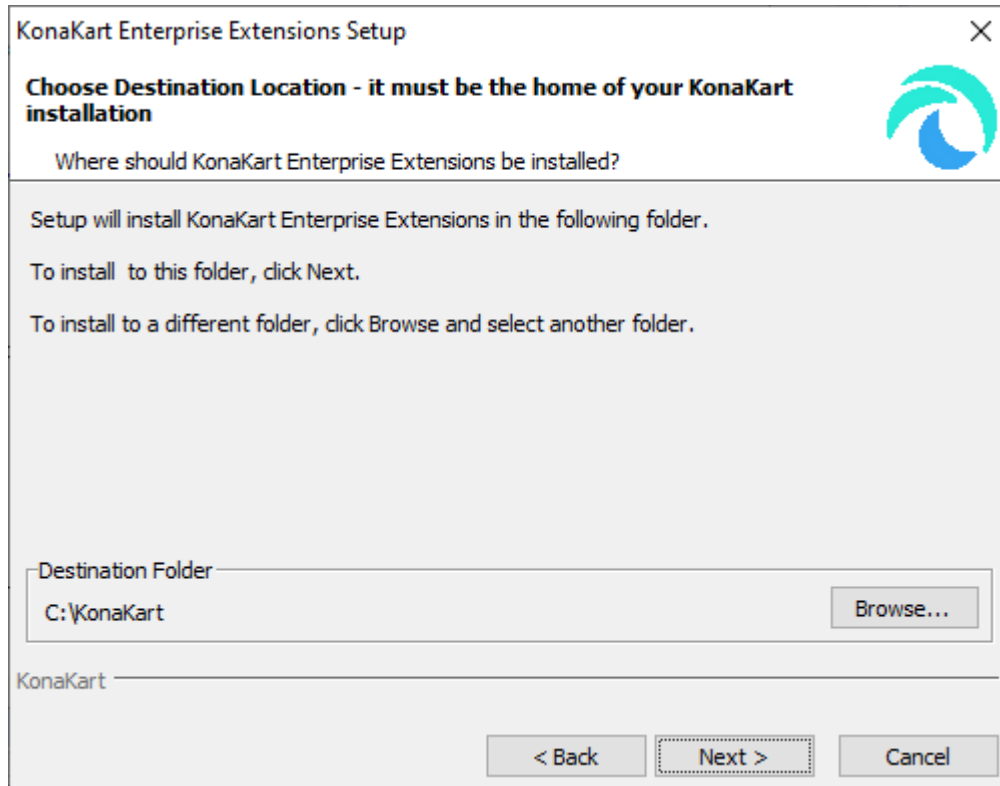 KonaKart Enterprise Extensions Setup
Choose Destination Location - it must be the home of your KonaKart
installation
Where should KonaKart Enterprise Extensions be installed?
Setup will install KonaKart Enterprise Extensions in the following folder.
To install  to this folder, click Next.
To install to a different folder, click Browse and select another folder.
Destination Folder
C:\KonaKart
Browse...
KonaKart
< Back
Next >
Cancel